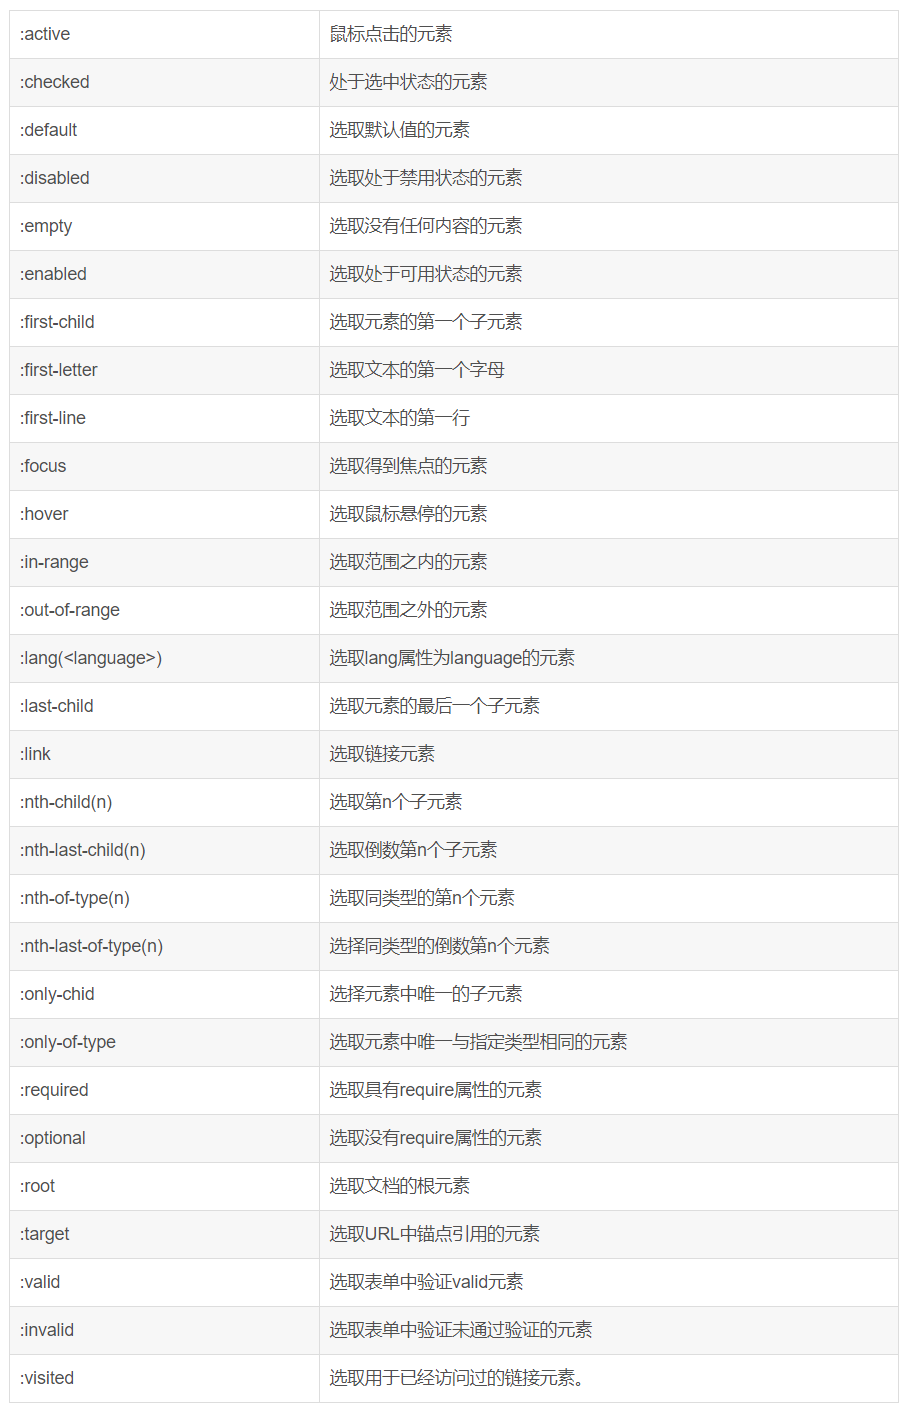 :active 鼠标点击的元素
:checked 处于选中状态的元素
:default 选取默认值的元素
:disabled 选取处于禁用状态的元素
:empty 选取没有任何内容的元素
:enabled 选取处于可用状态的元素
:first-child 选取元素的第一个子元素
:first-letter 选取文本的第一个字母
:first-line 选取文本的第一行
:focus 选取得到焦点的元素
:hover 选取鼠标悬停的元素
:in-range 选取范围之内的元素
:out-of-range 选取范围之外的元素
:lang(<language>) 选取lang属性为language的元素
:last-child 选取元素的最后一个子元素
:link 选取链接元素
:nth-child(n) 选取第n个子元素
:nth-last-child(n) 选取倒数第n个子元素
:nth-of-type(n) 选取同类型的第n个元素
:nth-last-of-type(n) 选择同类型的倒数第n个元素
:only-chid 选择元素中唯一的子元素
:only-of-type 选取元素中唯一与指定类型相同的元素
:required 选取具有require属性的元素
:optional 选取没有require属性的元素
:root 选取文档的根元素
:target 选取URL中锚点引用的元素
:valid 选取表单中验证valid元素
:invalid 选取表单中验证未通过验证的元素
:visited 选取用于已经访问过的链接元素。